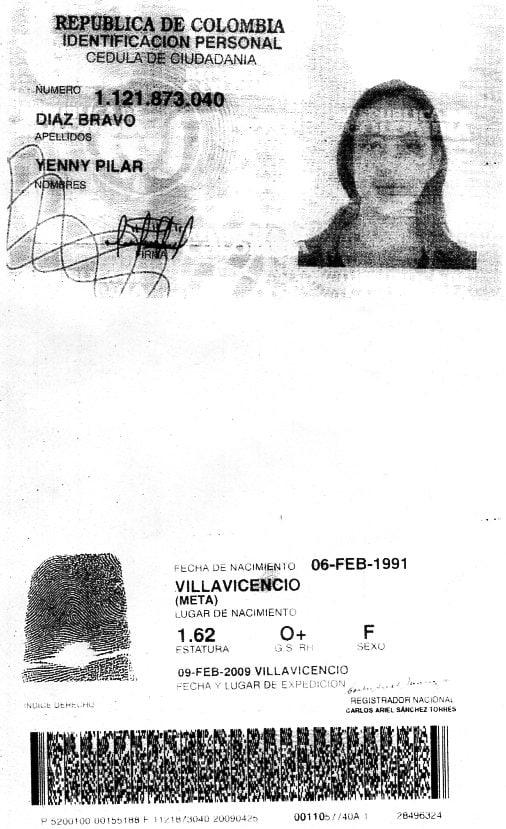 REPUBLICA DE COLOMBIA
IDENTIFICACION PERSONAL
CEDULA DE CIUDADANIA
NUMERO 1.121.873.040
DIAZ BRAVO
APELLIDOS
YENNY PILAR
NOMBRES
FIRMA
FECHA DE NACIMIENTO 06-FEB-1991
VILLAVICENCIO
(META)
LUGAR DE NACIMIENTO
1.62 O+ F
ESTATURA G.S. RH SEXO
09-FEB-2009 VILLAVICENCIO
FECHA Y LUGAR DE EXPEDICION
INDICE DERECHO
REGISTRADOR NACIONAL
CARLOS ARIEL SÁNCHEZ TORRES
P 5200100 00155188 F 1121873040 20090425 0011057740A 1 28496324